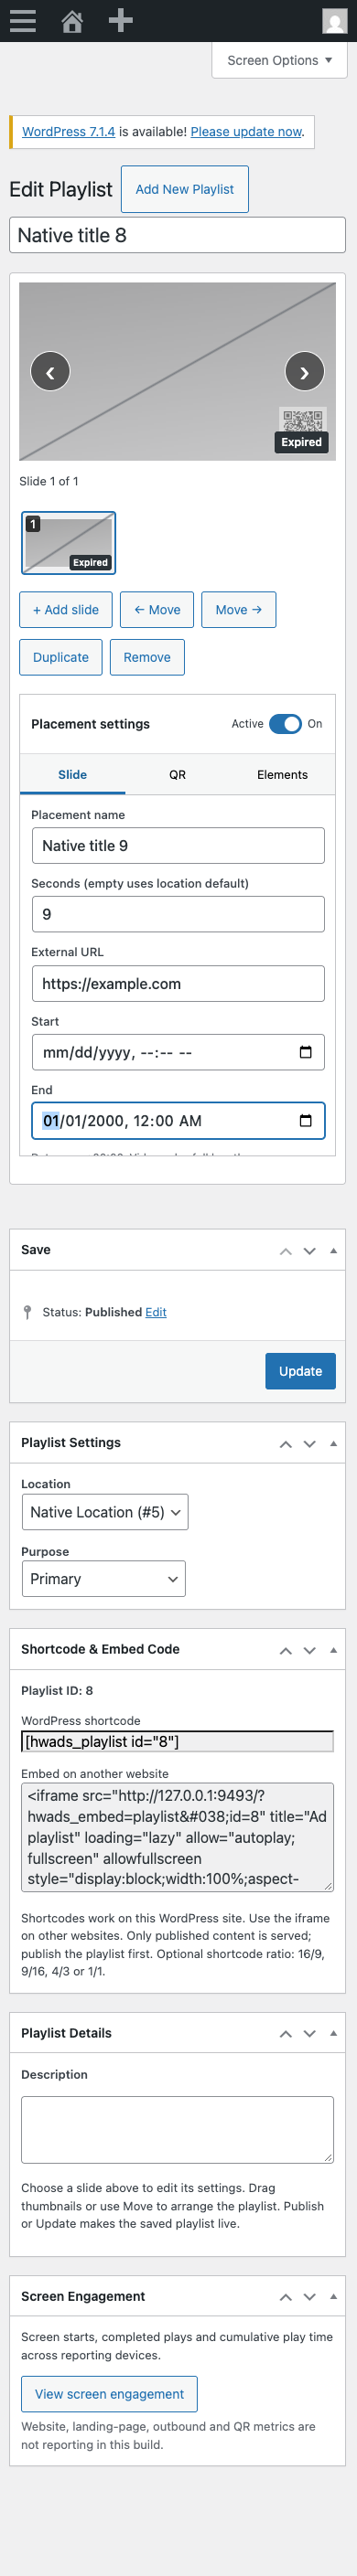 Screen Options
WordPress 7.1.4 is available! Please update now.
Edit Playlist
Add New Playlist
Native title 8
‹
›
Expired
Slide 1 of 1
1
Expired
+ Add slide
← Move
Move →
Duplicate
Remove
Placement settings
Active
On
Slide
QR
Elements
Placement name
Native title 9
Seconds (empty uses location default)
9
External URL
https://example.com
Start
mm/dd/yyyy, --:-- --
End
01/01/2000, 12:00 AM
Save
Status: Published Edit
Update
Playlist Settings
Location
Native Location (#5)
Purpose
Primary
Shortcode & Embed Code
Playlist ID: 8
WordPress shortcode
[hwads_playlist id="8"]
Embed on another website
<iframe src="http://127.0.0.1:9493/?
hwads_embed=playlist&#038;id=8" title="Ad
playlist" loading="lazy" allow="autoplay;
fullscreen" allowfullscreen
style="display:block;width:100%;aspect-
Shortcodes work on this WordPress site. Use the iframe
on other websites. Only published content is served;
publish the playlist first. Optional shortcode ratio: 16/9,
9/16, 4/3 or 1/1.
Playlist Details
Description
Choose a slide above to edit its settings. Drag
thumbnails or use Move to arrange the playlist. Publish
or Update makes the saved playlist live.
Screen Engagement
Screen starts, completed plays and cumulative play time
across reporting devices.
View screen engagement
Website, landing-page, outbound and QR metrics are
not reporting in this build.